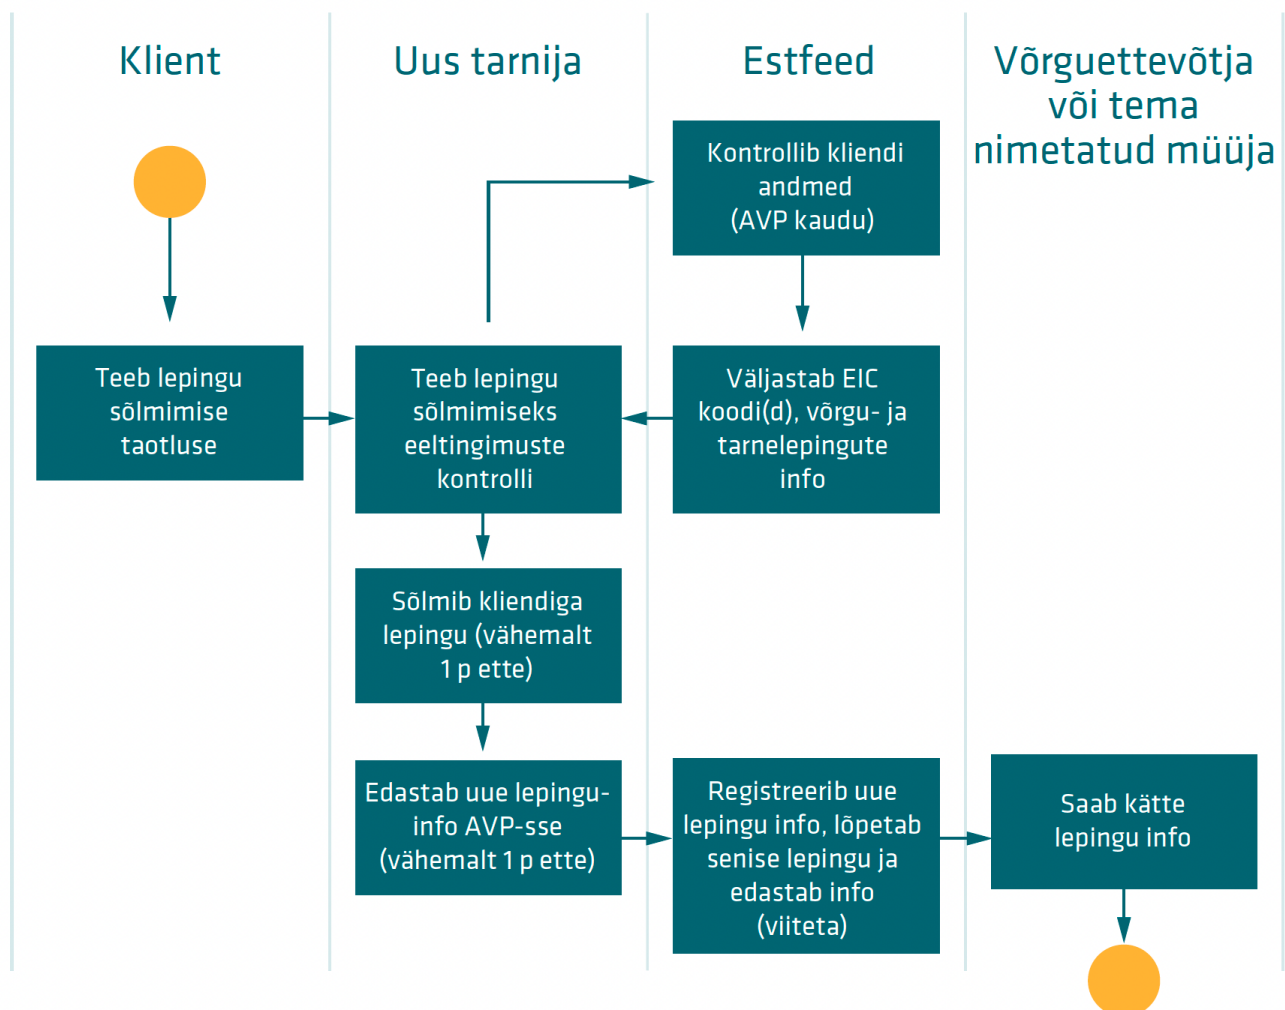 Klient
Uus tarnija
Estfeed
Võrguettevõtja
või tema
nimetatud müüja
Kontrollib kliendi
andmed
(AVP kaudu)
Teeb lepingu
sõlmimise
taotluse
Teeb lepingu
sõlmimiseks
eeltingimuste
kontrolli
Väljastab EIC
koodi(d), võrgu- ja
tarnelepingute
info
Sõlmib kliendiga
lepingu (vähemalt
1 p ette)
Edastab uue lepingu-
info AVP-sse
(vähemalt 1 p ette)
Registreerib uue
lepingu info, lõpetab
senise lepingu ja
edastab info
(viiteta)
Saab kätte
lepingu info